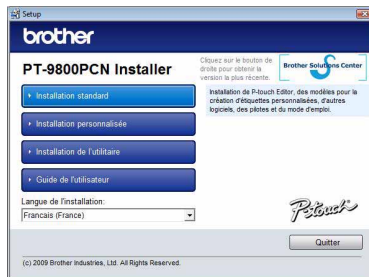 Setup
brother
PT-9800PCN Installer
Cliquez sur le bouton de
droite pour obtenir la
version la plus récente.
Brother Solutions Center
Installation standard
Installation personnalisée
Installation de l'utilitaire
Guide de l'utilisateur
Installation de P-touch Editor, des modèles pour la
création d'étiquettes personnalisées, d'autres
logiciels, des pilotes et du mode d'emploi.
Langue de l'installation:
Francais (France)
P-touch
Quitter
(c) 2009 Brother Industries, Ltd. All Rights Reserved.